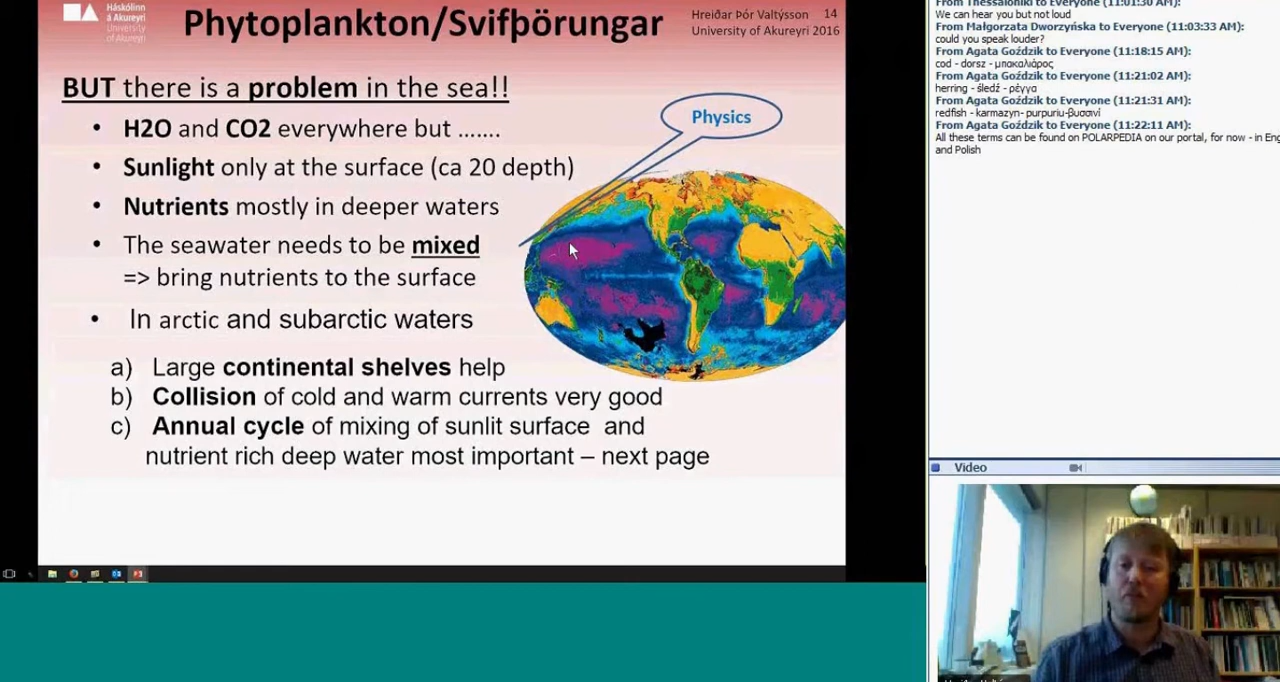 Háskólinn
á Akureyri
University
of Akureyri
Phytoplankton/Svifþörungar
Hreiðar Þór Valtýsson 14
University of Akureyri 2016
BUT there is a problem in the sea!!
• H2O and CO2 everywhere but .......
• Sunlight only at the surface (ca 20 depth)
• Nutrients mostly in deeper waters
• The seawater needs to be mixed
=> bring nutrients to the surface
• In arctic and subarctic waters
a) Large continental shelves help
b) Collision of cold and warm currents very good
c) Annual cycle of mixing of sunlit surface and
nutrient rich deep water most important – next page
Physics
From Thessaloniki to Everyone (11:01:30 AM):
We can hear you but not loud
From Małgorzata Dworzyńska to Everyone (11:03:33 AM):
could you speak louder?
From Agata Goździk to Everyone (11:18:15 AM):
cod - dorsz - μπακαλιάρος
From Agata Goździk to Everyone (11:21:02 AM):
herring - śledź - ρέγγα
From Agata Goździk to Everyone (11:21:31 AM):
redfish - karmazyn- purpuriu-βυσσινί
From Agata Goździk to Everyone (11:22:11 AM):
All these terms can be found on POLARPEDIA on our portal, for now - in Eng
and Polish
Video